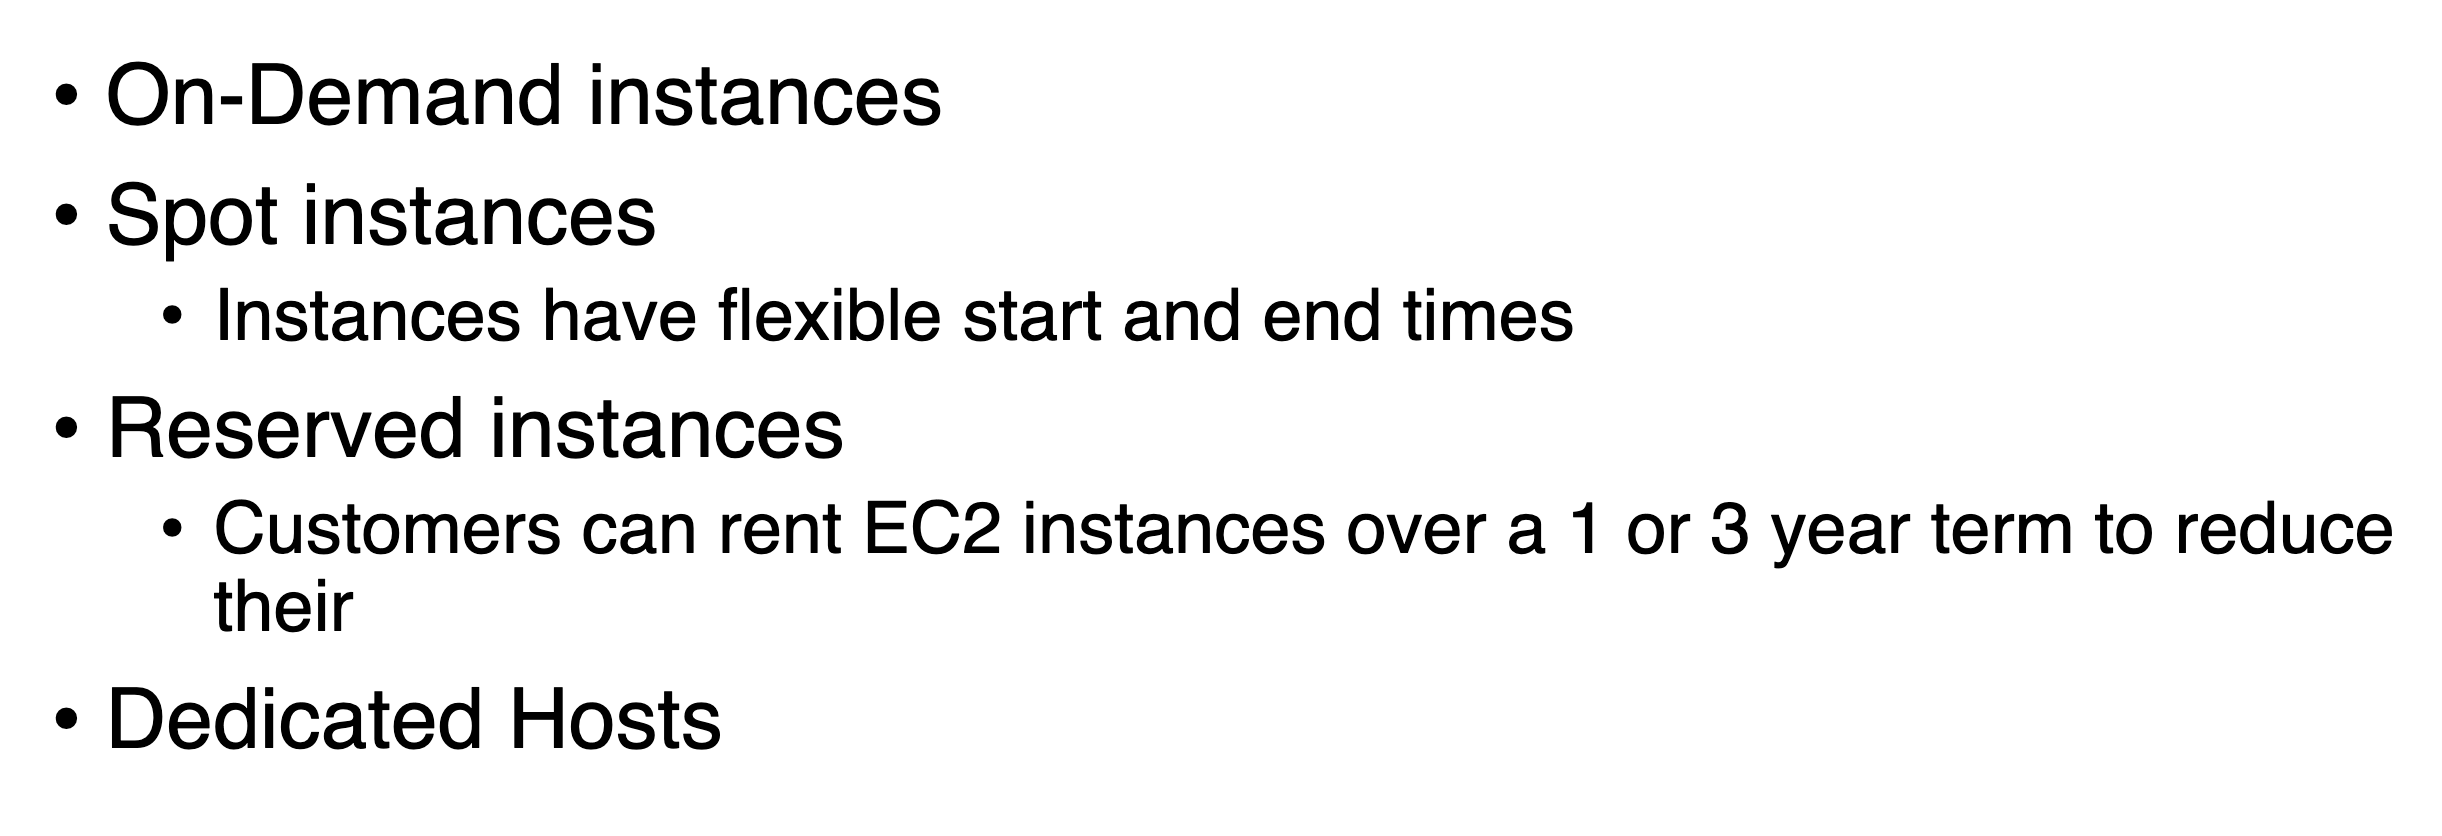 • On-Demand instances
• Spot instances
• Instances have flexible start and end times
• Reserved instances
• Customers can rent EC2 instances over a 1 or 3 year term to reduce
their
• Dedicated Hosts